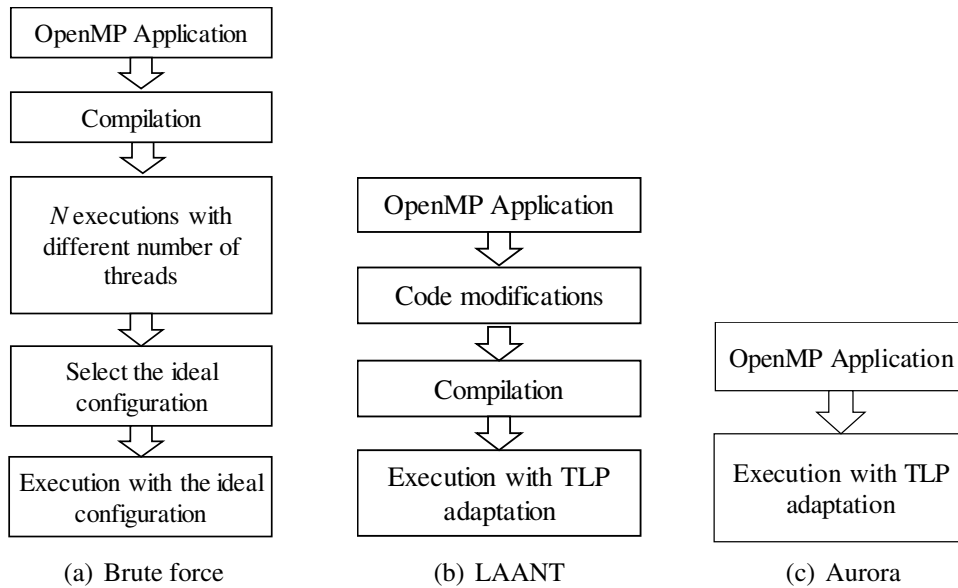 OpenMP Application
Compilation
N executions with
different number of
threads
Select the ideal
configuration
Execution with the ideal
configuration
(a) Brute force
OpenMP Application
Code modifications
Compilation
Execution with TLP
adaptation
(b) LAANT
OpenMP Application
Execution with TLP
adaptation
(c) Aurora